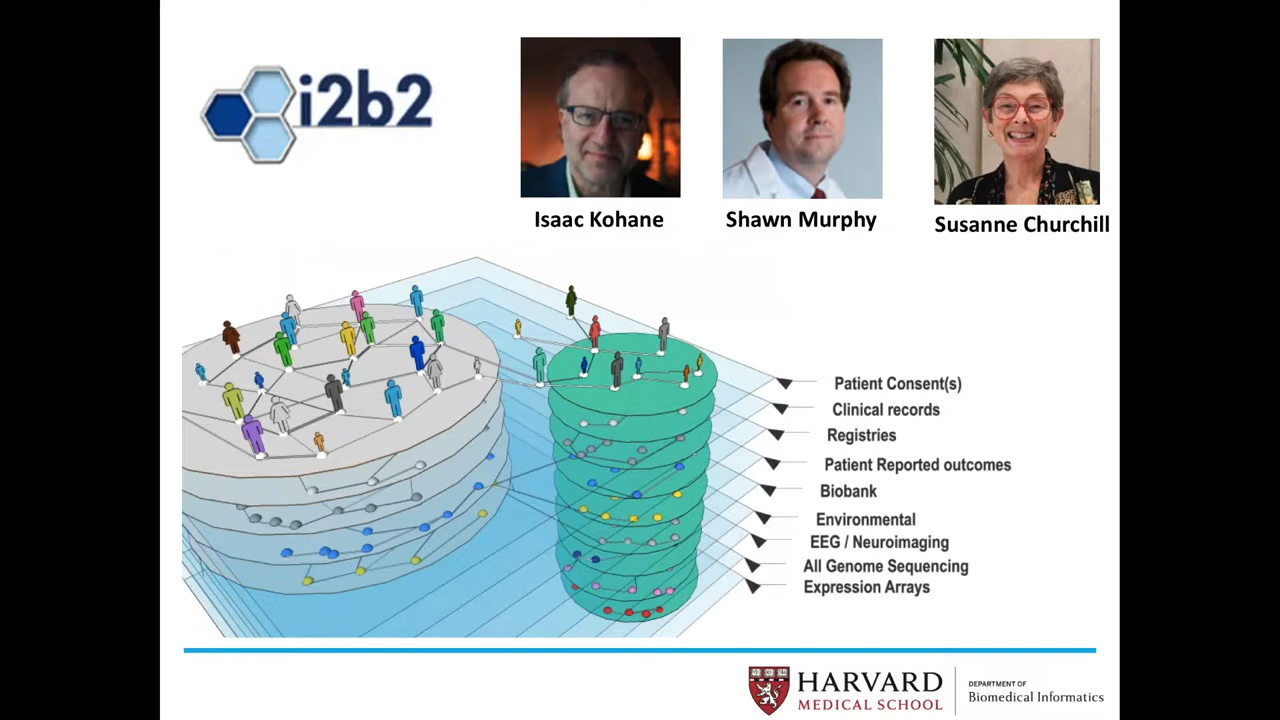 i2b2
Isaac Kohane
Shawn Murphy
Susanne Churchill
Patient Consent(s)
Clinical records
Registries
Patient Reported outcomes
Biobank
Environmental
EEG / Neuroimaging
All Genome Sequencing
Expression Arrays
HARVARD
MEDICAL SCHOOL
DEPARTMENT OF
Biomedical Informatics